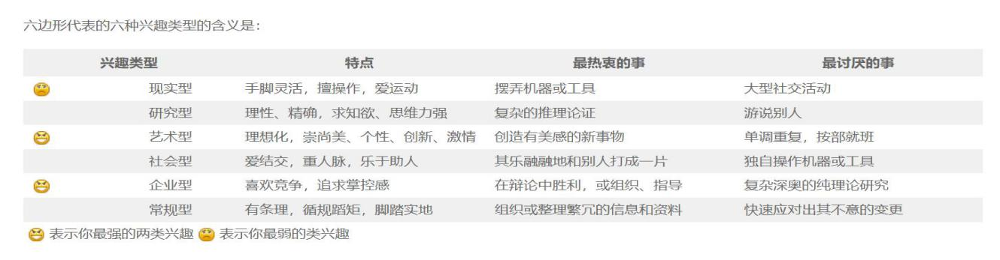 六边形代表的六种兴趣类型的含义是：
兴趣类型 特点 最热衷的事 最讨厌的事
现实型 手脚灵活，擅操作，爱运动 摆弄机器或工具 大型社交活动
研究型 理性、精确，求知欲、思维力强 复杂的推理论证 游说别人
艺术型 理想化，崇尚美、个性、创新、激情 创造有美感的新事物 单调重复，按部就班
社会型 爱结交，重人脉，乐于助人 其乐融融地和别人打成一片 独自操作机器或工具
企业型 喜欢竞争，追求掌控感 在辩论中胜利，或组织、指导 复杂深奥的纯理论研究
常规型 有条理，循规蹈矩，脚踏实地 组织或整理繁冗的信息和资料 快速应对出其不意的变更
表示你最强的两类兴趣 表示你最弱的类兴趣